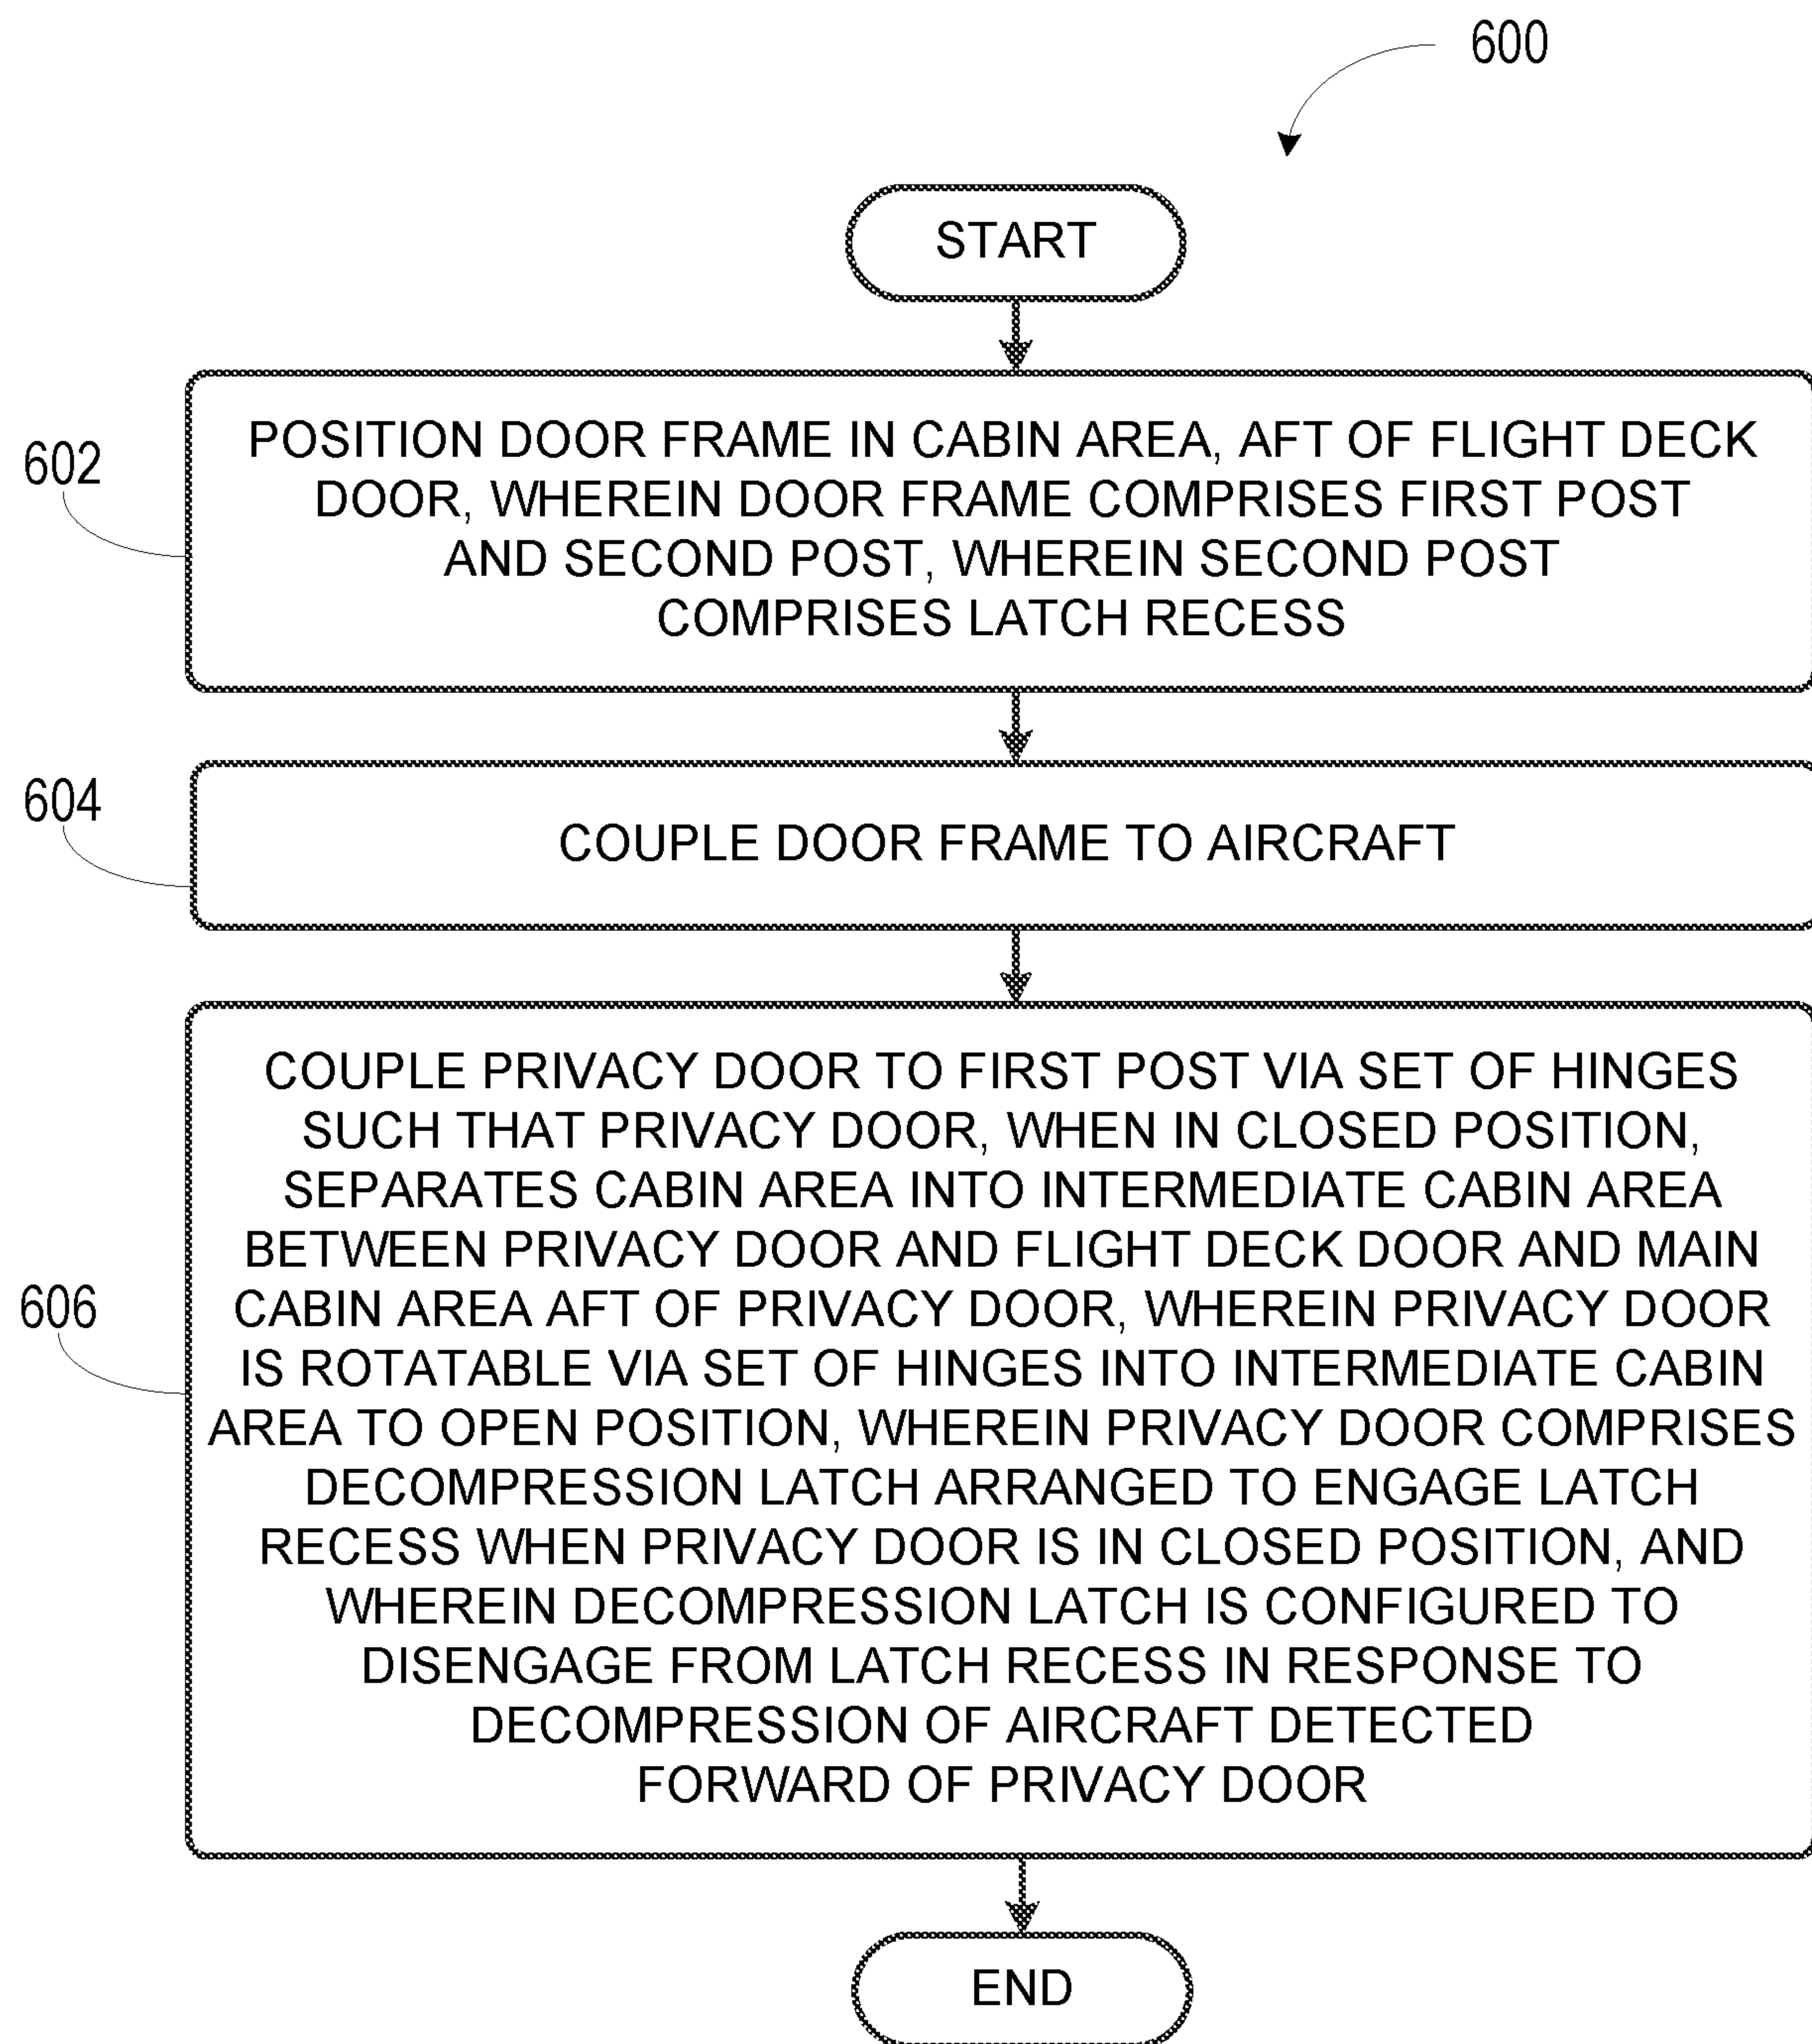 600
START
602
POSITION DOOR FRAME IN CABIN AREA, AFT OF FLIGHT DECK
DOOR, WHEREIN DOOR FRAME COMPRISES FIRST POST
AND SECOND POST, WHEREIN SECOND POST
COMPRISES LATCH RECESS
604
COUPLE DOOR FRAME TO AIRCRAFT
606
COUPLE PRIVACY DOOR TO FIRST POST VIA SET OF HINGES
SUCH THAT PRIVACY DOOR, WHEN IN CLOSED POSITION,
SEPARATES CABIN AREA INTO INTERMEDIATE CABIN AREA
BETWEEN PRIVACY DOOR AND FLIGHT DECK DOOR AND MAIN
CABIN AREA AFT OF PRIVACY DOOR, WHEREIN PRIVACY DOOR
IS ROTATABLE VIA SET OF HINGES INTO INTERMEDIATE CABIN
AREA TO OPEN POSITION, WHEREIN PRIVACY DOOR COMPRISES
DECOMPRESSION LATCH ARRANGED TO ENGAGE LATCH
RECESS WHEN PRIVACY DOOR IS IN CLOSED POSITION, AND
WHEREIN DECOMPRESSION LATCH IS CONFIGURED TO
DISENGAGE FROM LATCH RECESS IN RESPONSE TO
DECOMPRESSION OF AIRCRAFT DETECTED
FORWARD OF PRIVACY DOOR
END